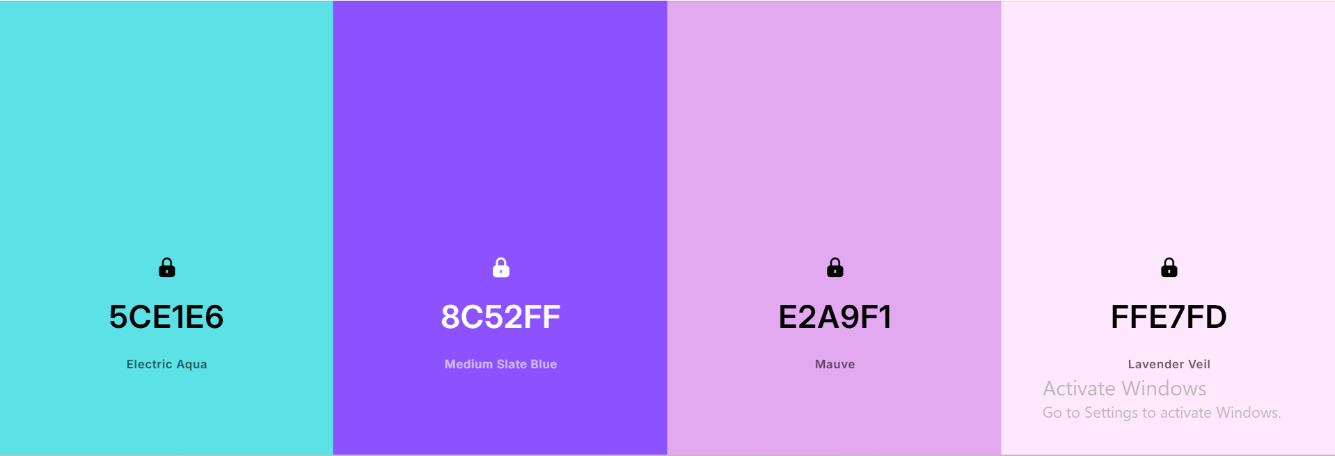 5CE1E6
Electric Aqua
8C52FF
Medium Slate Blue
E2A9F1
Mauve
FFE7FD
Lavender Veil
Activate Windows
Go to Settings to activate Windows.